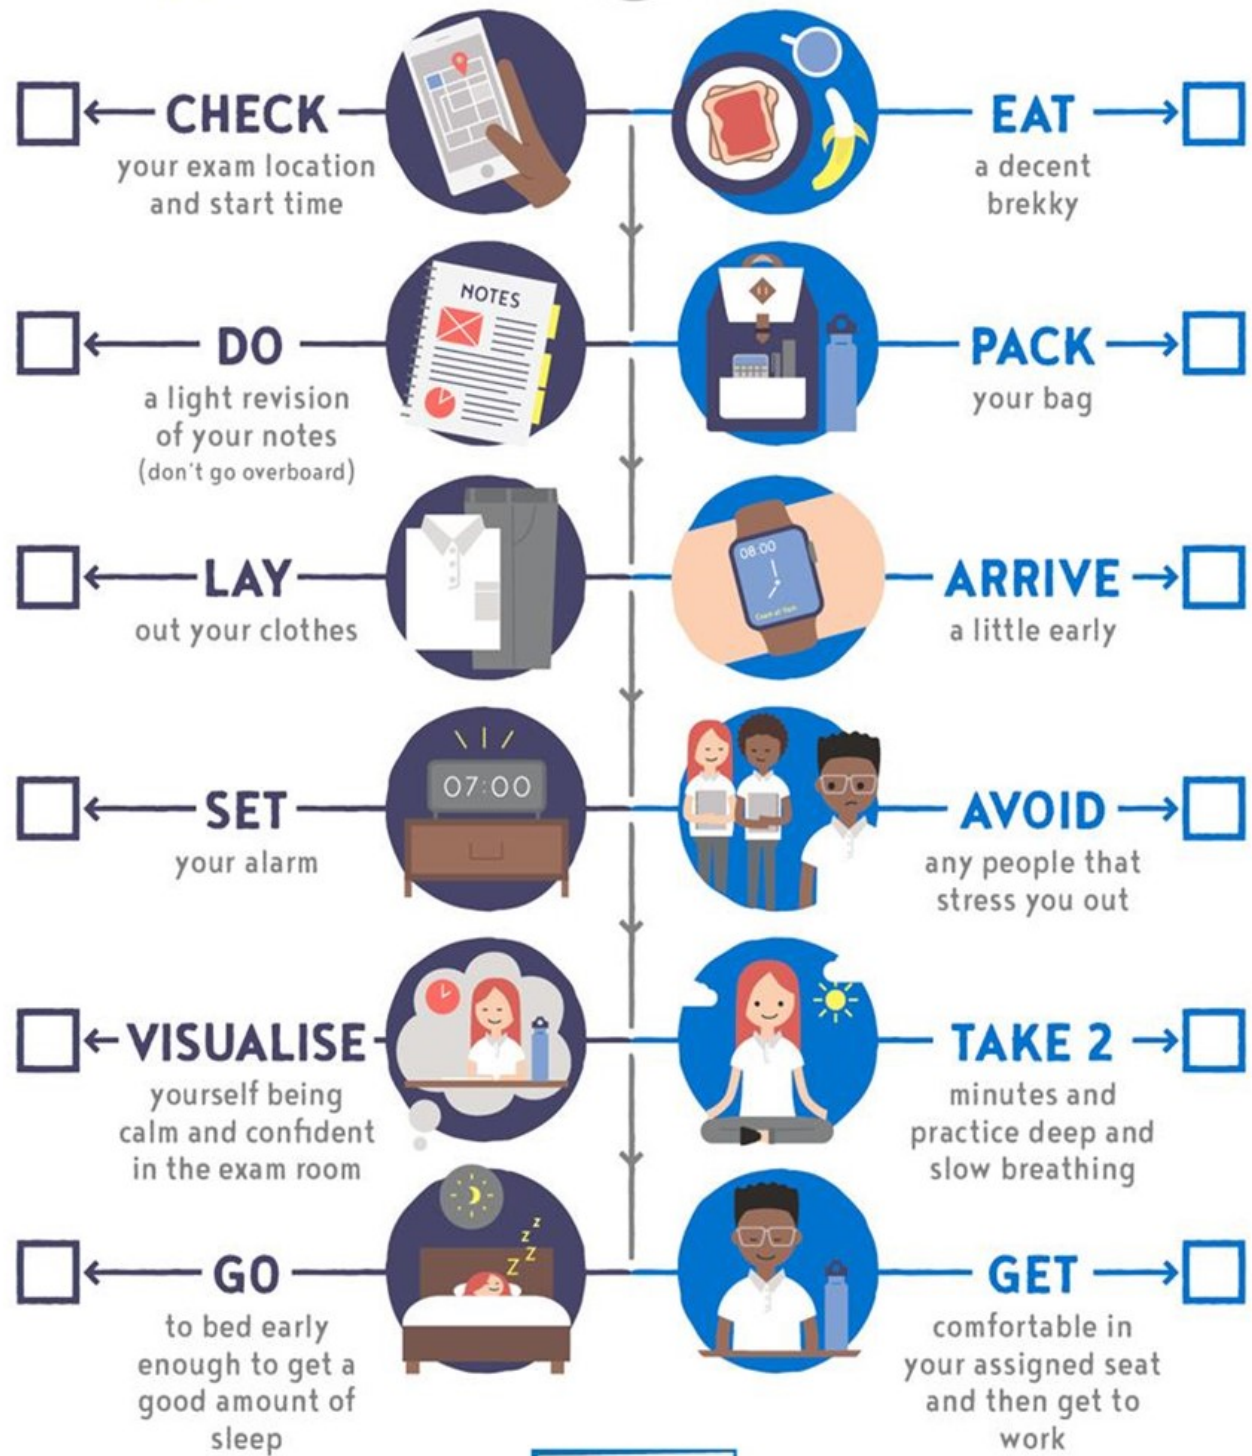 CHECK
your exam location
and start time
EAT
a decent
brekky
NOTES
DO
a light revision
of your notes
(don't go overboard)
PACK
your bag
LAY
out your clothes
08:00
Exam at 9am
ARRIVE
a little early
07:00
SET
your alarm
AVOID
any people that
stress you out
VISUALISE
yourself being
calm and confident
in the exam room
TAKE 2
minutes and
practice deep and
slow breathing
z
z
Z
Z
GO
to bed early
enough to get a
good amount of
sleep
GET
comfortable in
your assigned seat
and then get to
work